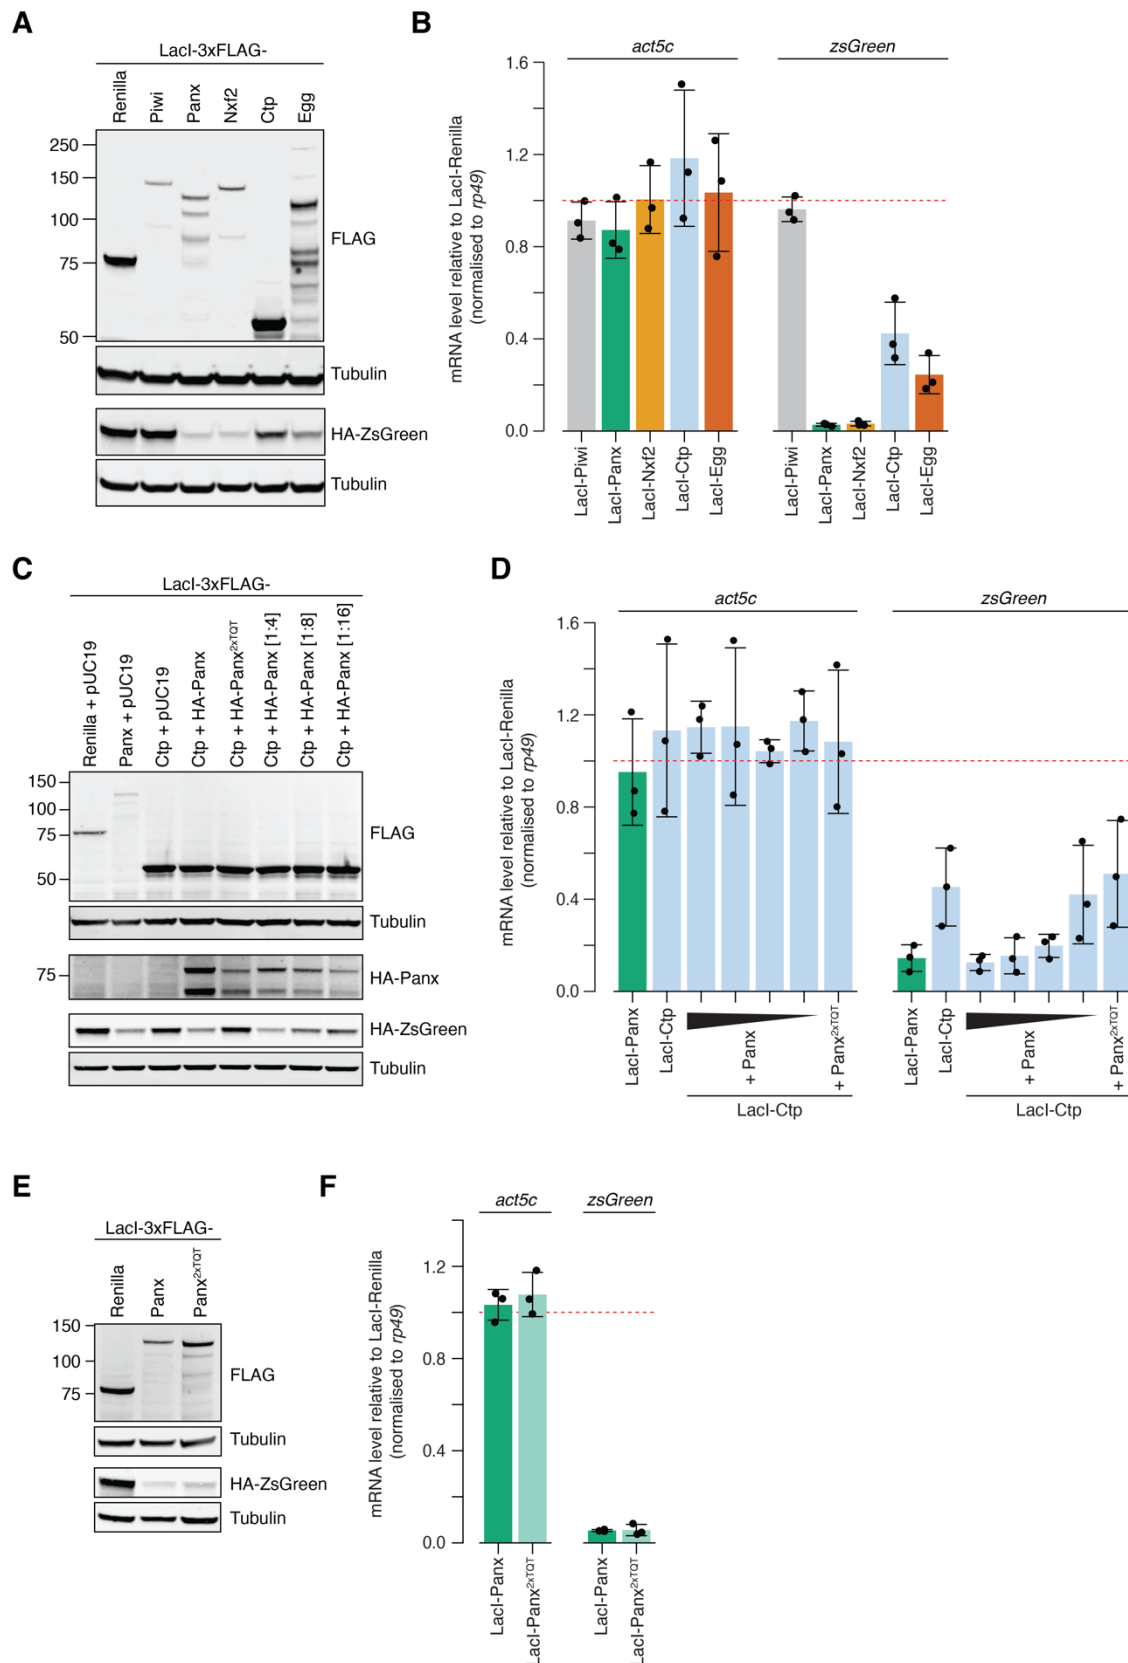 A
LacI-3xFLAG-
Renilla
Piwi
Panx
Nxf2
Ctp
Egg
250
150
100
75
50
FLAG
Tubulin
HA-ZsGreen
Tubulin
B
act5c
zsGreen
mRNA level relative to LacI-Renilla
(normalised to rp49)
1.6
1.2
0.8
0.4
0.0
LacI-Piwi
LacI-Panx
LacI-Nxf2
LacI-Ctp
LacI-Egg
LacI-Piwi
LacI-Panx
LacI-Nxf2
LacI-Ctp
LacI-Egg
C
LacI-3xFLAG-
Renilla + pUC19
Panx + pUC19
Ctp + pUC19
Ctp + HA-Panx
Ctp + HA-Panx2xTQT
Ctp + HA-Panx [1:4]
Ctp + HA-Panx [1:8]
Ctp + HA-Panx [1:16]
150
100
75
50
FLAG
Tubulin
75
HA-Panx
HA-ZsGreen
Tubulin
D
act5c
zsGreen
mRNA level relative to LacI-Renilla
(normalised to rp49)
1.6
1.2
0.8
0.4
0.0
LacI-Panx
LacI-Ctp
+ Panx
+ Panx2xTQT
LacI-Ctp
LacI-Panx
LacI-Ctp
+ Panx
+ Panx2xTQT
LacI-Ctp
E
LacI-3xFLAG-
Renilla
Panx
Panx2xTQT
150
100
75
FLAG
Tubulin
HA-ZsGreen
Tubulin
F
act5c
zsGreen
mRNA level relative to LacI-Renilla
(normalised to rp49)
1.2
0.8
0.4
0.0
LacI-Panx
LacI-Panx2xTQT
LacI-Panx
LacI-Panx2xTQT